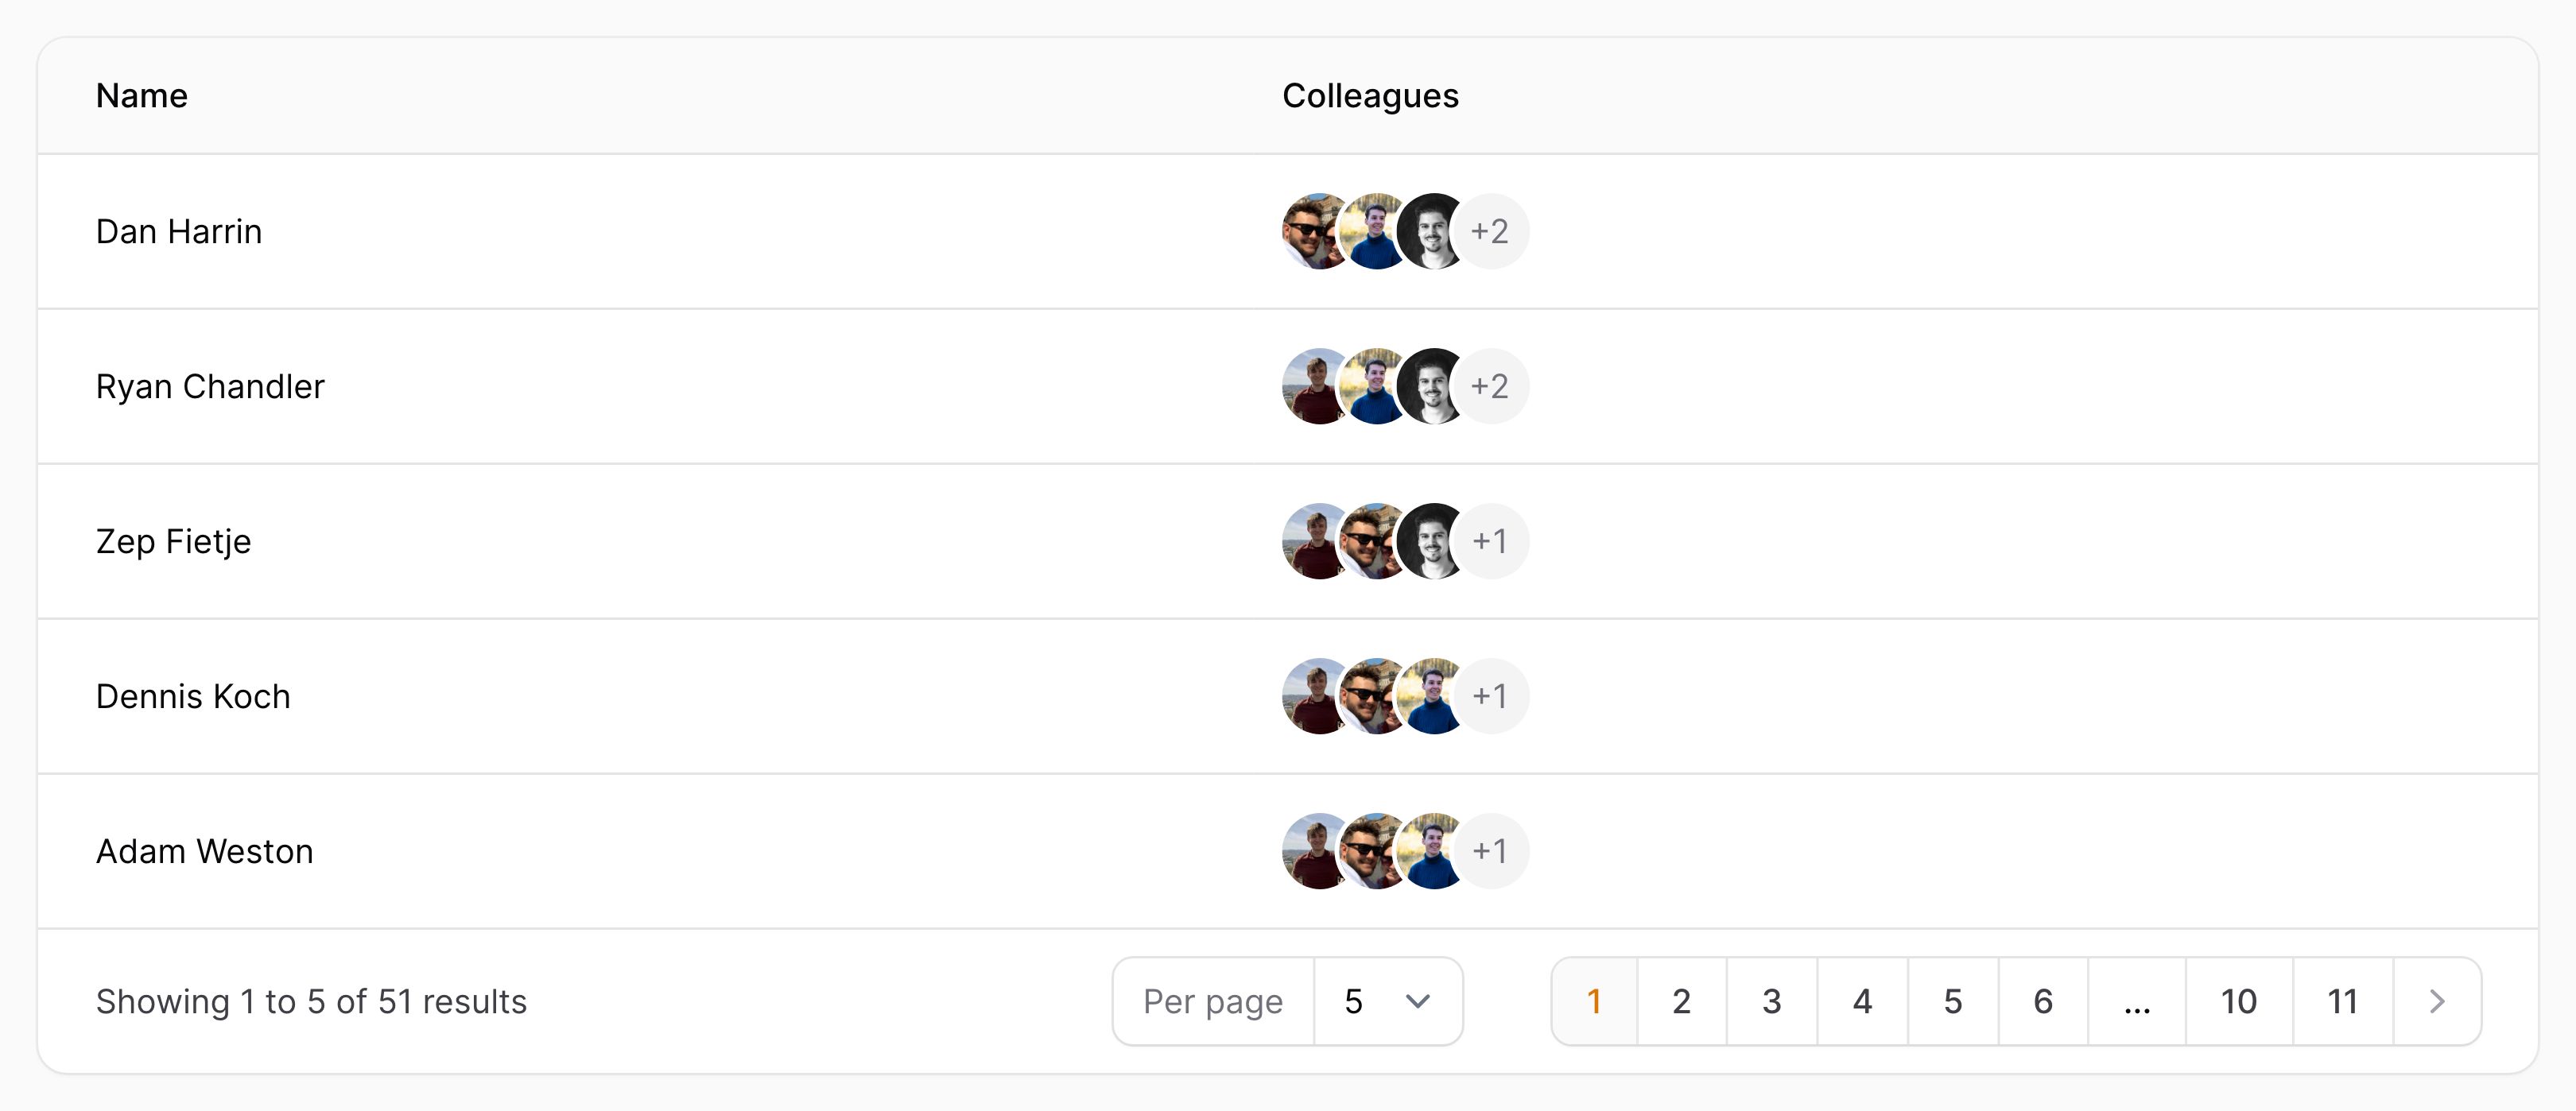 Name Colleagues
Dan Harrin +2
Ryan Chandler +2
Zep Fietje +1
Dennis Koch +1
Adam Weston +1
Showing 1 to 5 of 51 results Per page 5 1 2 3 4 5 6 ... 10 11